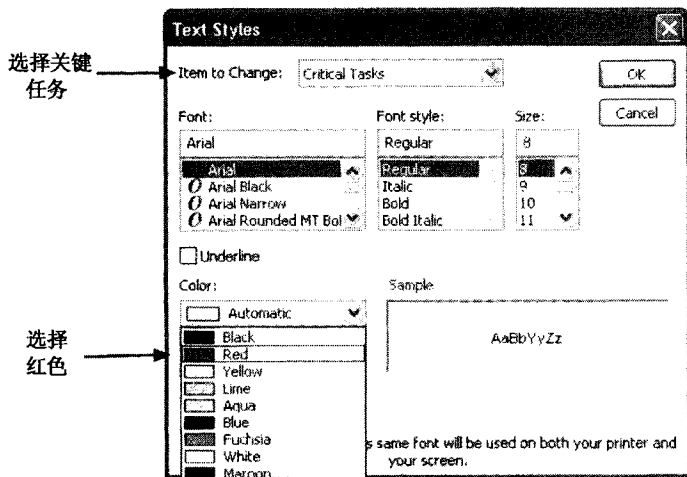 Text Styles
选择关键
任务
Item to Change: Critical Tasks
OK
Cancel
Font: Font style: Size:
Arial Regular 8
Arial Regular 8
Arial Black Italic 9
Arial Narrow Bold 10
Arial Rounded MT Bol Bold Italic 11
Underline
Color: Sample
Automatic
AaBbYyZz
选择
红色
Black
Red
Yellow
Lime
Aqua
Blue
Fuchsia
White
Maroon
s same font will be used on both your printer and
your screen.